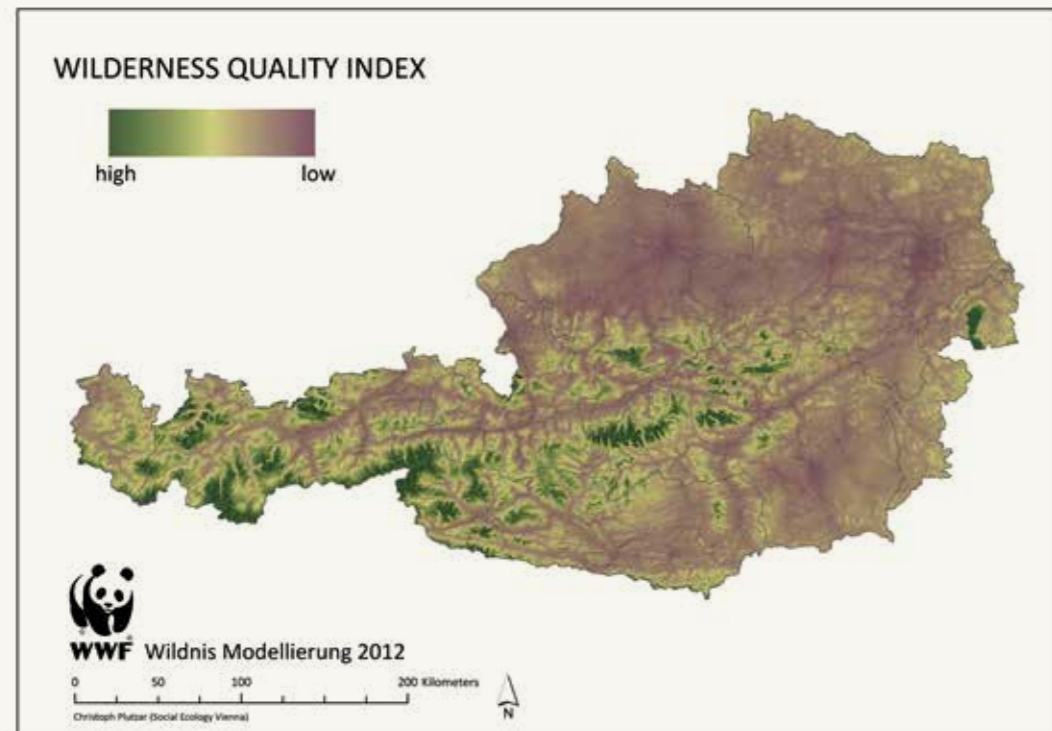 WILDERNESS QUALITY INDEX
high low
WWF Wildnis Modellierung 2012
0 50 100 200 Kilometers
Christoph Plutzar (Social Ecology Vienna)
N